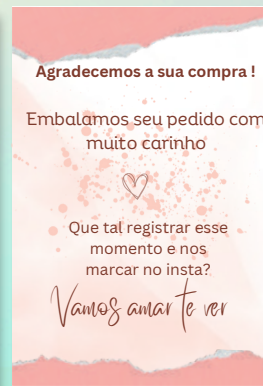 Agradecemos a sua compra !
Embalamos seu pedido com
muito carinho
Que tal registrar esse
momento e nos
marcar no insta?
Vamos amar te ver